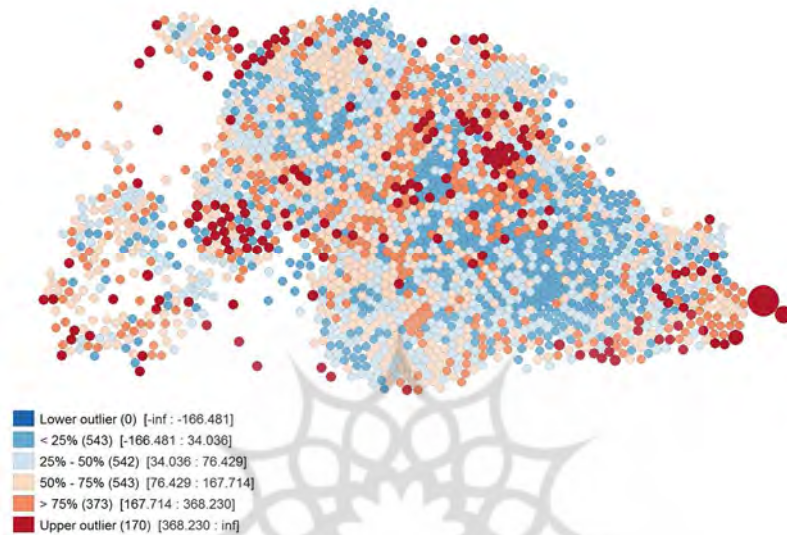 Lower outlier (0) [-inf : -166.481]
< 25% (543) [-166.481 : 34.036]
25% - 50% (542) [34.036 : 76.429]
50% - 75% (543) [76.429 : 167.714]
> 75% (373) [167.714 : 368.230]
Upper outlier (170) [368.230 : inf]